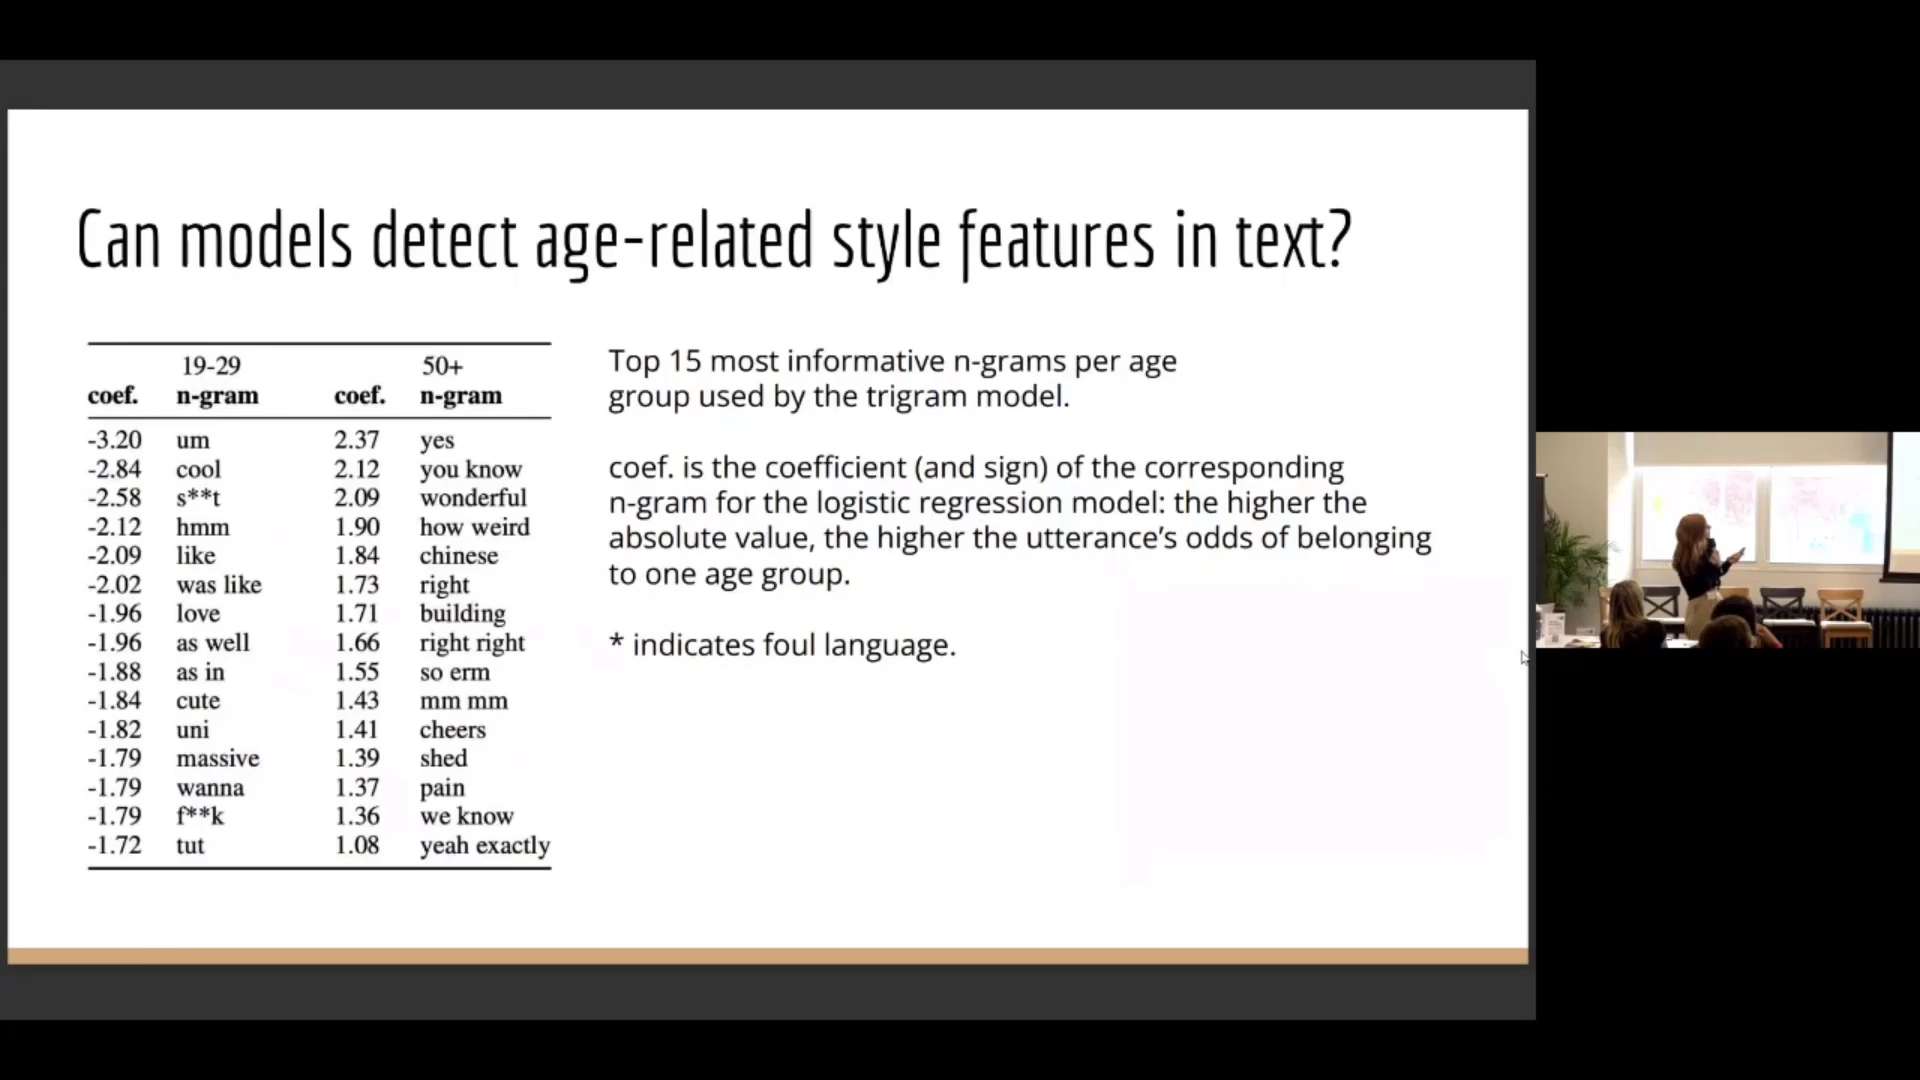 Can models detect age-related style features in text?
19-29 50+
coef. n-gram coef. n-gram
-3.20 um 2.37 yes
-2.84 cool 2.12 you know
-2.58 s**t 2.09 wonderful
-2.12 hmm 1.90 how weird
-2.09 like 1.84 chinese
-2.02 was like 1.73 right
-1.96 love 1.71 building
-1.96 as well 1.66 right right
-1.88 as in 1.55 so erm
-1.84 cute 1.43 mm mm
-1.82 uni 1.41 cheers
-1.79 massive 1.39 shed
-1.79 wanna 1.37 pain
-1.79 f**k 1.36 we know
-1.72 tut 1.08 yeah exactly
Top 15 most informative n-grams per age
group used by the trigram model.
coef. is the coefficient (and sign) of the corresponding
n-gram for the logistic regression model: the higher the
absolute value, the higher the utterance's odds of belonging
to one age group.
* indicates foul language.